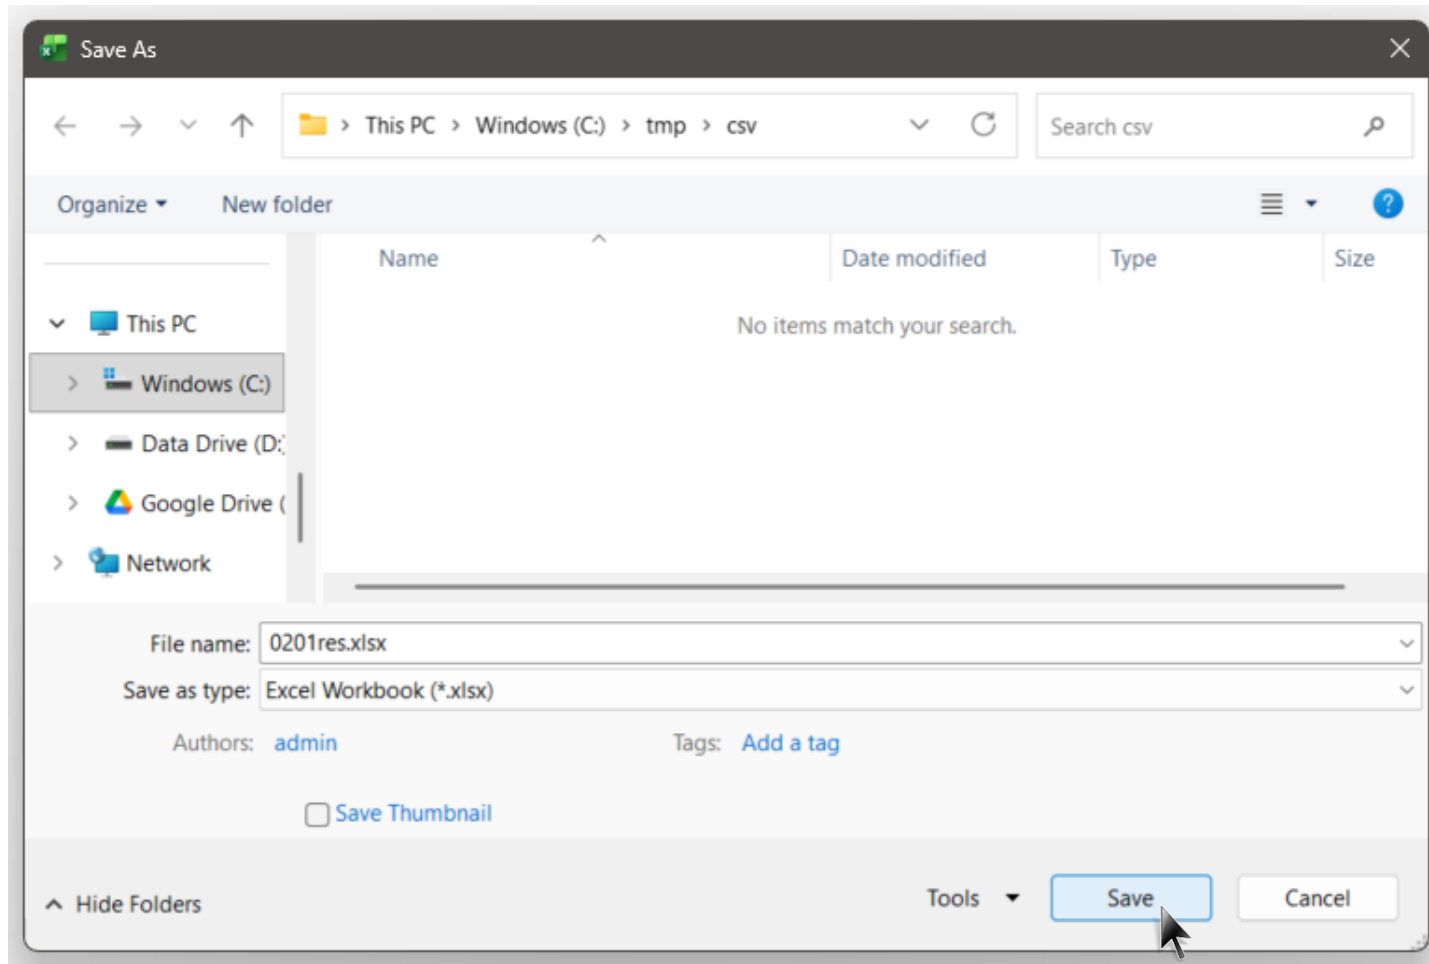 Save As
This PC > Windows (C:) > tmp > csv
Search csv
Organize
New folder
Name
Date modified
Type
Size
No items match your search.
This PC
Windows (C:)
Data Drive (D:
Google Drive (
Network
File name: 0201res.xlsx
Save as type: Excel Workbook (*.xlsx)
Authors: admin
Tags: Add a tag
Save Thumbnail
Hide Folders
Tools
Save
Cancel